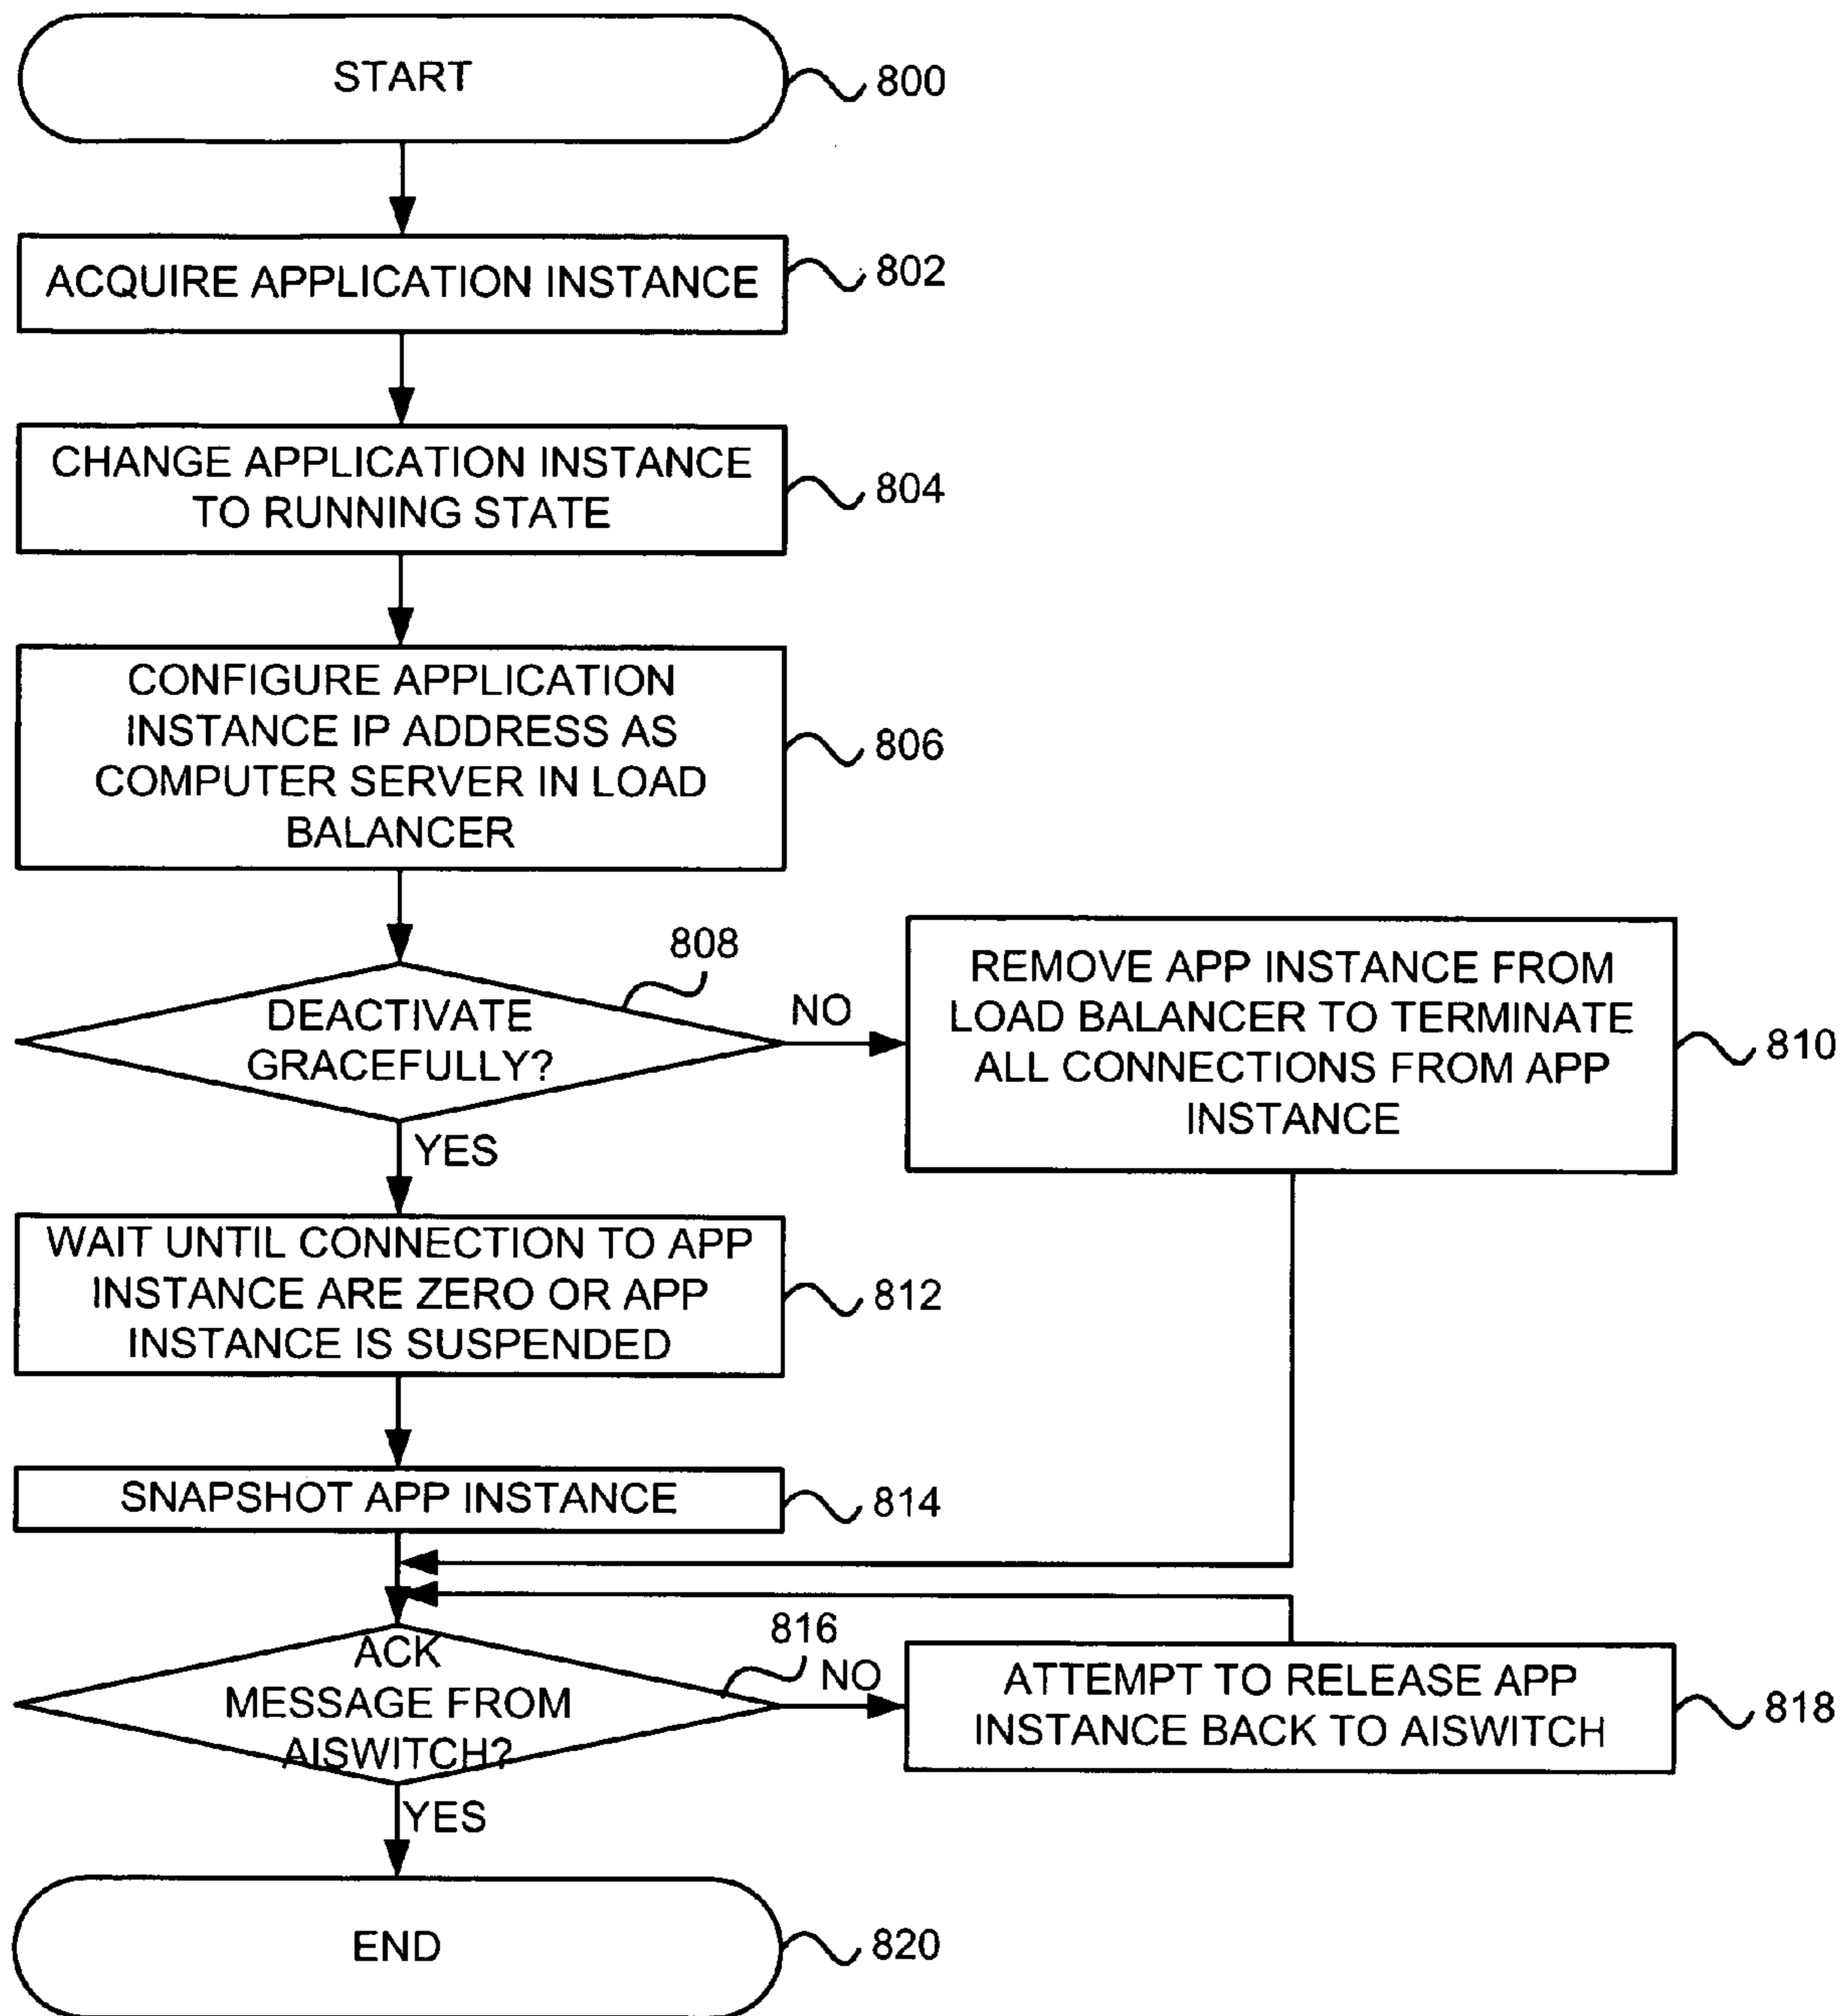 START
800
ACQUIRE APPLICATION INSTANCE
802
CHANGE APPLICATION INSTANCE
TO RUNNING STATE
804
CONFIGURE APPLICATION
INSTANCE IP ADDRESS AS
COMPUTER SERVER IN LOAD
BALANCER
806
808
DEACTIVATE
GRACEFULLY?
NO
REMOVE APP INSTANCE FROM
LOAD BALANCER TO TERMINATE
ALL CONNECTIONS FROM APP
INSTANCE
810
YES
WAIT UNTIL CONNECTION TO APP
INSTANCE ARE ZERO OR APP
INSTANCE IS SUSPENDED
812
SNAPSHOT APP INSTANCE
814
816
ACK
MESSAGE FROM
AISWITCH?
NO
ATTEMPT TO RELEASE APP
INSTANCE BACK TO AISWITCH
818
YES
END
820